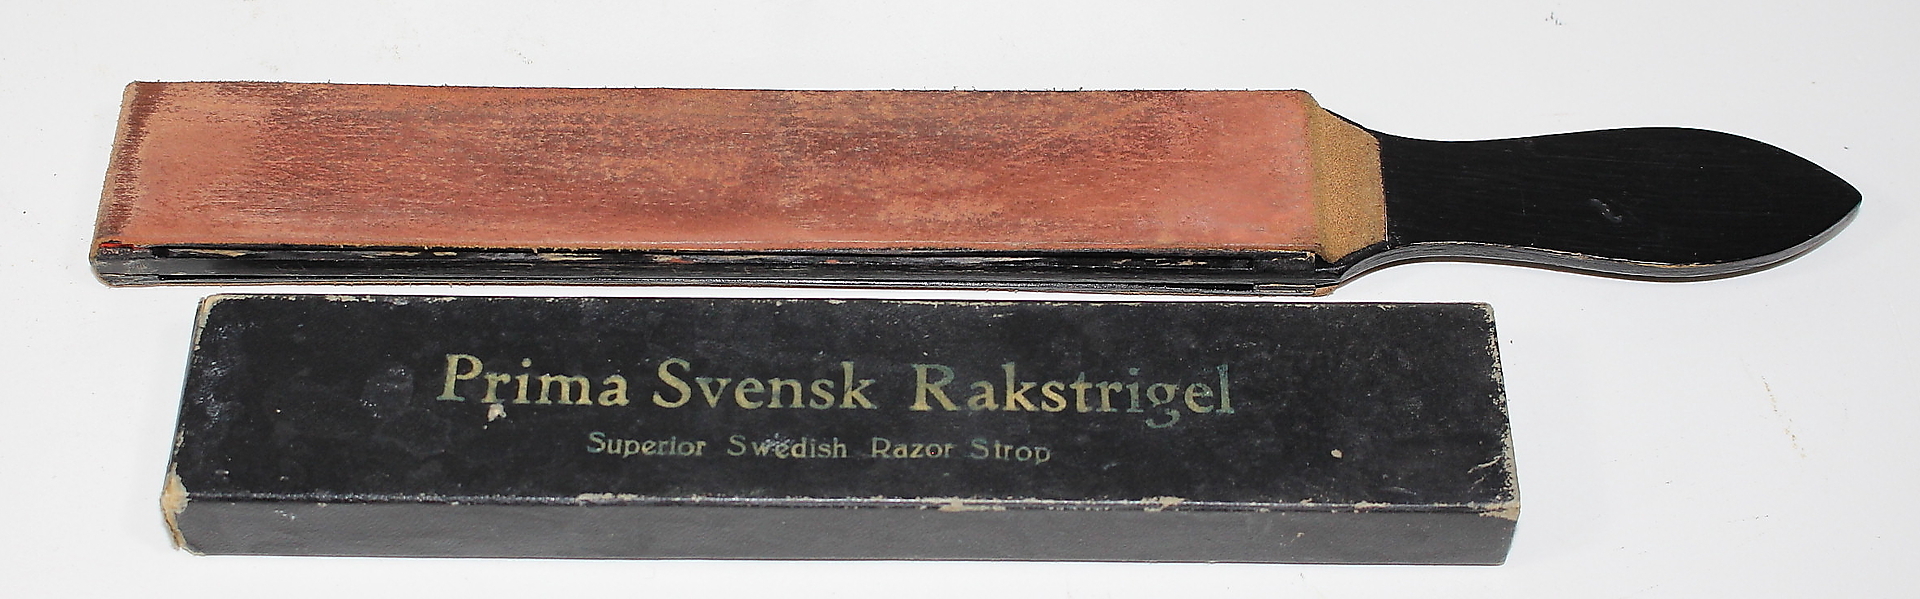 Prima Svensk Rakstrigel
Superior Swedish Razor Strop